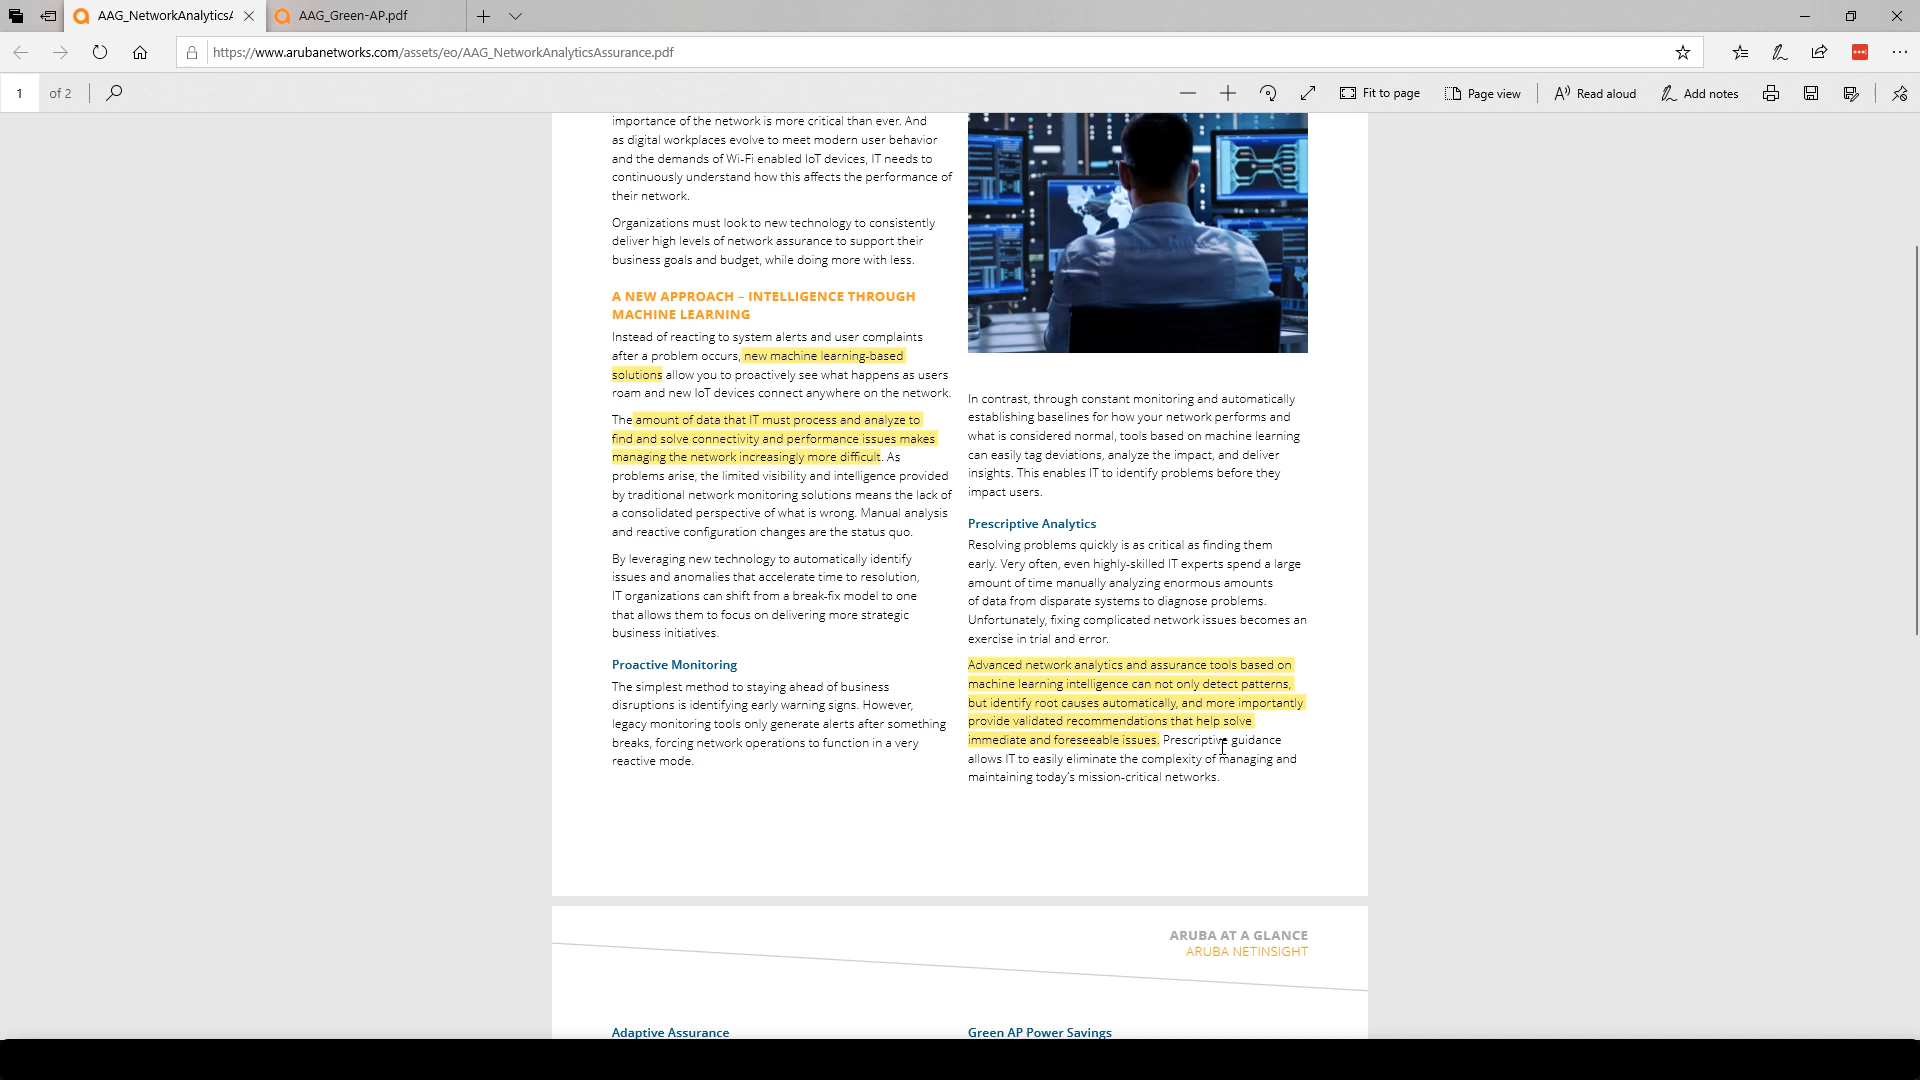 AAG_NetworkAnalyticsA
AAG_Green-AP.pdf
https://www.arubanetworks.com/assets/eo/AAG_NetworkAnalyticsAssurance.pdf
1 of 2
Fit to page
Page view
Read aloud
Add notes
importance of the network is more critical than ever. And
as digital workplaces evolve to meet modern user behavior
and the demands of Wi-Fi enabled IoT devices, IT needs to
continuously understand how this affects the performance of
their network.
Organizations must look to new technology to consistently
deliver high levels of network assurance to support their
business goals and budget, while doing more with less.
A NEW APPROACH – INTELLIGENCE THROUGH
MACHINE LEARNING
Instead of reacting to system alerts and user complaints
after a problem occurs, new machine learning-based
solutions allow you to proactively see what happens as users
roam and new IoT devices connect anywhere on the network.
The amount of data that IT must process and analyze to
find and solve connectivity and performance issues makes
managing the network increasingly more difficult. As
problems arise, the limited visibility and intelligence provided
by traditional network monitoring solutions means the lack of
a consolidated perspective of what is wrong. Manual analysis
and reactive configuration changes are the status quo.
By leveraging new technology to automatically identify
issues and anomalies that accelerate time to resolution,
IT organizations can shift from a break-fix model to one
that allows them to focus on delivering more strategic
business initiatives.
Proactive Monitoring
The simplest method to staying ahead of business
disruptions is identifying early warning signs. However,
legacy monitoring tools only generate alerts after something
breaks, forcing network operations to function in a very
reactive mode.
In contrast, through constant monitoring and automatically
establishing baselines for how your network performs and
what is considered normal, tools based on machine learning
can easily tag deviations, analyze the impact, and deliver
insights. This enables IT to identify problems before they
impact users.
Prescriptive Analytics
Resolving problems quickly is as critical as finding them
early. Very often, even highly-skilled IT experts spend a large
amount of time manually analyzing enormous amounts
of data from disparate systems to diagnose problems.
Unfortunately, fixing complicated network issues becomes an
exercise in trial and error.
Advanced network analytics and assurance tools based on
machine learning intelligence can not only detect patterns,
but identify root causes automatically, and more importantly
provide validated recommendations that help solve
immediate and foreseeable issues. Prescriptive guidance
allows IT to easily eliminate the complexity of managing and
maintaining today's mission-critical networks.
ARUBA AT A GLANCE
ARUBA NETINSIGHT
Adaptive Assurance
Green AP Power Savings